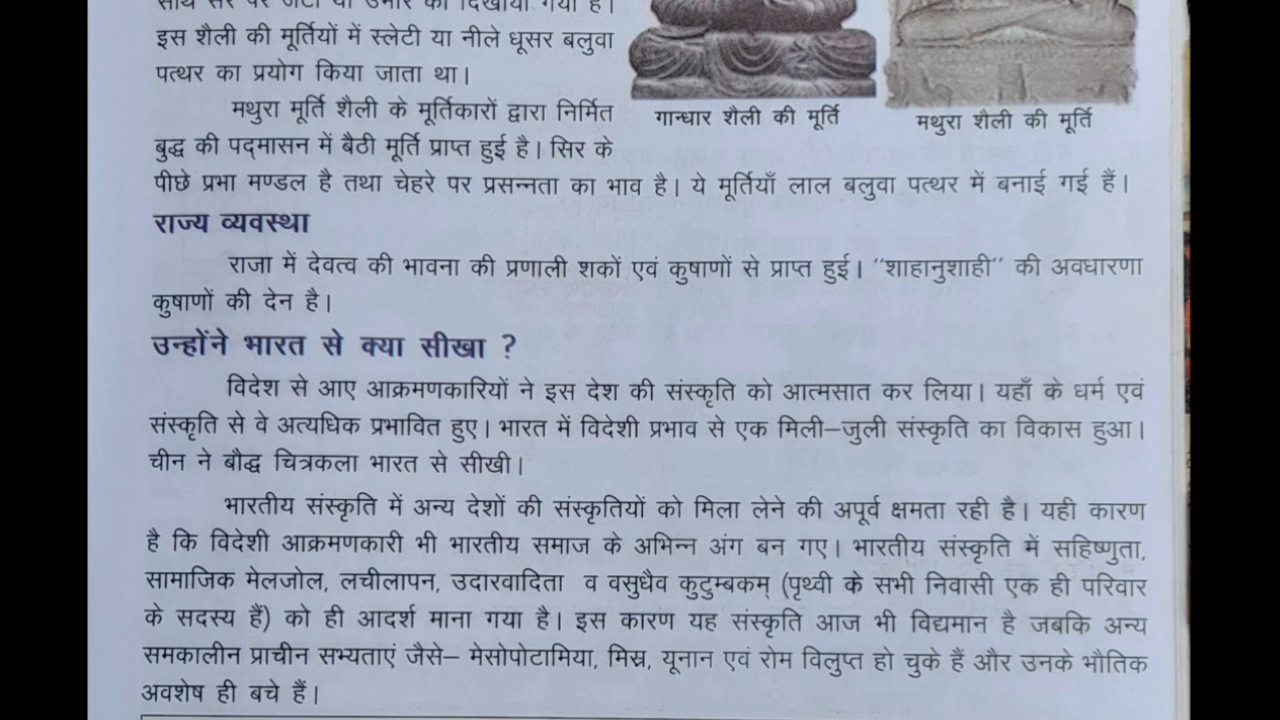 साथ सर पर जटा या उभार को दिखाया गया है।
इस शैली की मूर्तियों में स्लेटी या नीले धूसर बलुवा
पत्थर का प्रयोग किया जाता था।
मथुरा मूर्ति शैली के मूर्तिकारों द्वारा निर्मित
बुद्ध की पद्मासन में बैठी मूर्ति प्राप्त हुई है। सिर के
गान्धार शैली की मूर्ति
मथुरा शैली की मूर्ति
पीछे प्रभा मण्डल है तथा चेहरे पर प्रसन्नता का भाव है। ये मूर्तियाँ लाल बलुवा पत्थर में बनाई गई हैं।
राज्य व्यवस्था
राजा में देवत्व की भावना की प्रणाली शकों एवं कुषाणों से प्राप्त हुई। "शाहानुशाही" की अवधारणा
कुषाणों की देन है।
उन्होंने भारत से क्या सीखा ?
विदेश से आए आक्रमणकारियों ने इस देश की संस्कृति को आत्मसात कर लिया। यहाँ के धर्म एवं
संस्कृति से वे अत्यधिक प्रभावित हुए। भारत में विदेशी प्रभाव से एक मिली–जुली संस्कृति का विकास हुआ।
चीन ने बौद्ध चित्रकला भारत से सीखी।
भारतीय संस्कृति में अन्य देशों की संस्कृतियों को मिला लेने की अपूर्व क्षमता रही है। यही कारण
है कि विदेशी आक्रमणकारी भी भारतीय समाज के अभिन्न अंग बन गए। भारतीय संस्कृति में सहिष्णुता,
सामाजिक मेलजोल, लचीलापन, उदारवादिता व वसुधैव कुटुम्बकम् (पृथ्वी के सभी निवासी एक ही परिवार
के सदस्य हैं) को ही आदर्श माना गया है। इस कारण यह संस्कृति आज भी विद्यमान है जबकि अन्य
समकालीन प्राचीन सभ्यताएं जैसे– मेसोपोटामिया, मिस्र, यूनान एवं रोम विलुप्त हो चुके हैं और उनके भौतिक
अवशेष ही बचे हैं।